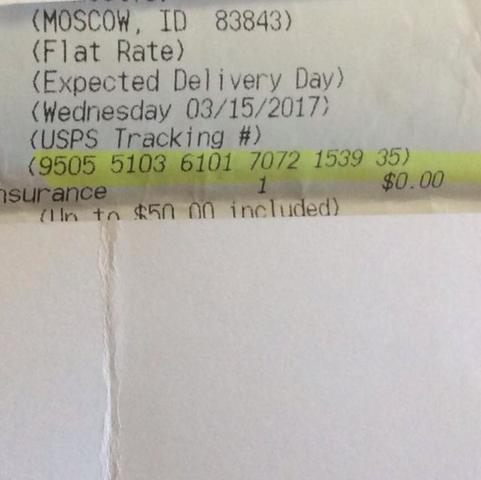 (MOSCOW, ID 83843)
(Flat Rate)
(Expected Delivery Day)
(Wednesday 03/15/2017)
(USPS Tracking #)
(9505 5103 6101 7072 1539 35)
nsurance 1 $0.00
(Up to $50.00 included)